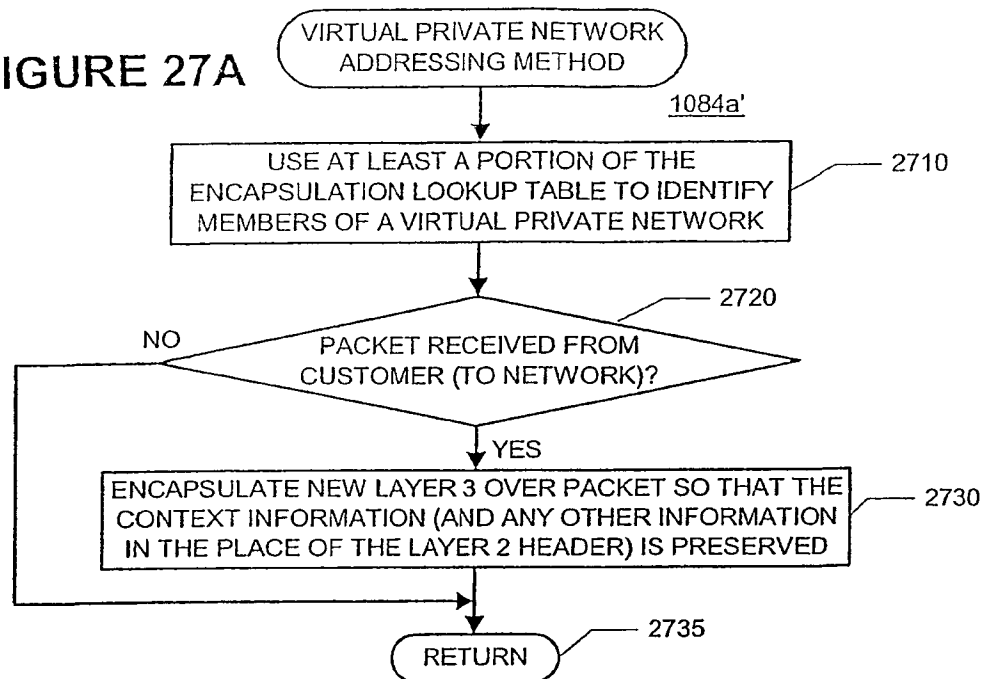 VIRTUAL PRIVATE NETWORK
ADDRESSING METHOD
IGURE 27A
1084a'
USE AT LEAST A PORTION OF THE
ENCAPSULATION LOOKUP TABLE TO IDENTIFY
MEMBERS OF A VIRTUAL PRIVATE NETWORK
2710
2720
NO
PACKET RECEIVED FROM
CUSTOMER (TO NETWORK)?
YES
ENCAPSULATE NEW LAYER 3 OVER PACKET SO THAT THE
CONTEXT INFORMATION (AND ANY OTHER INFORMATION
IN THE PLACE OF THE LAYER 2 HEADER) IS PRESERVED
2730
2735
RETURN